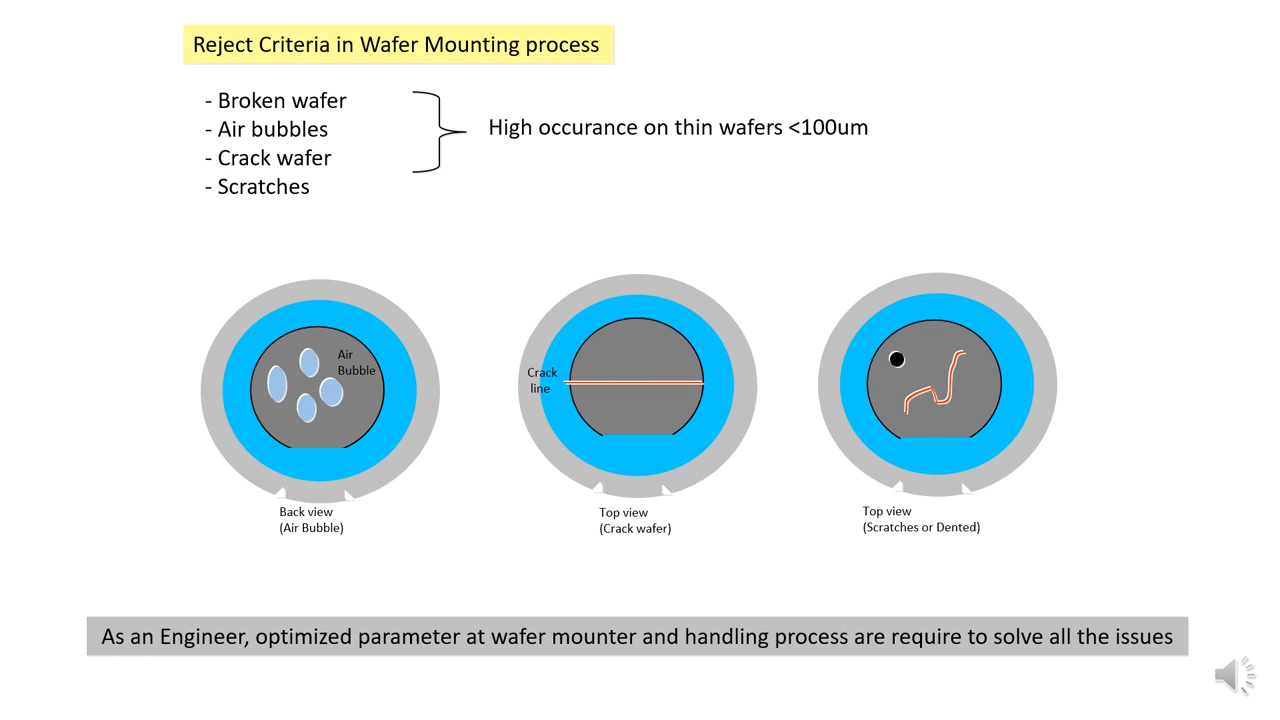 Reject Criteria in Wafer Mounting process
- Broken wafer
- Air bubbles
- Crack wafer
- Scratches
High occurance on thin wafers <100um
Air
Bubble
Crack
line
Back view
(Air Bubble)
Top view
(Crack wafer)
Top view
(Scratches or Dented)
As an Engineer, optimized parameter at wafer mounter and handling process are require to solve all the issues